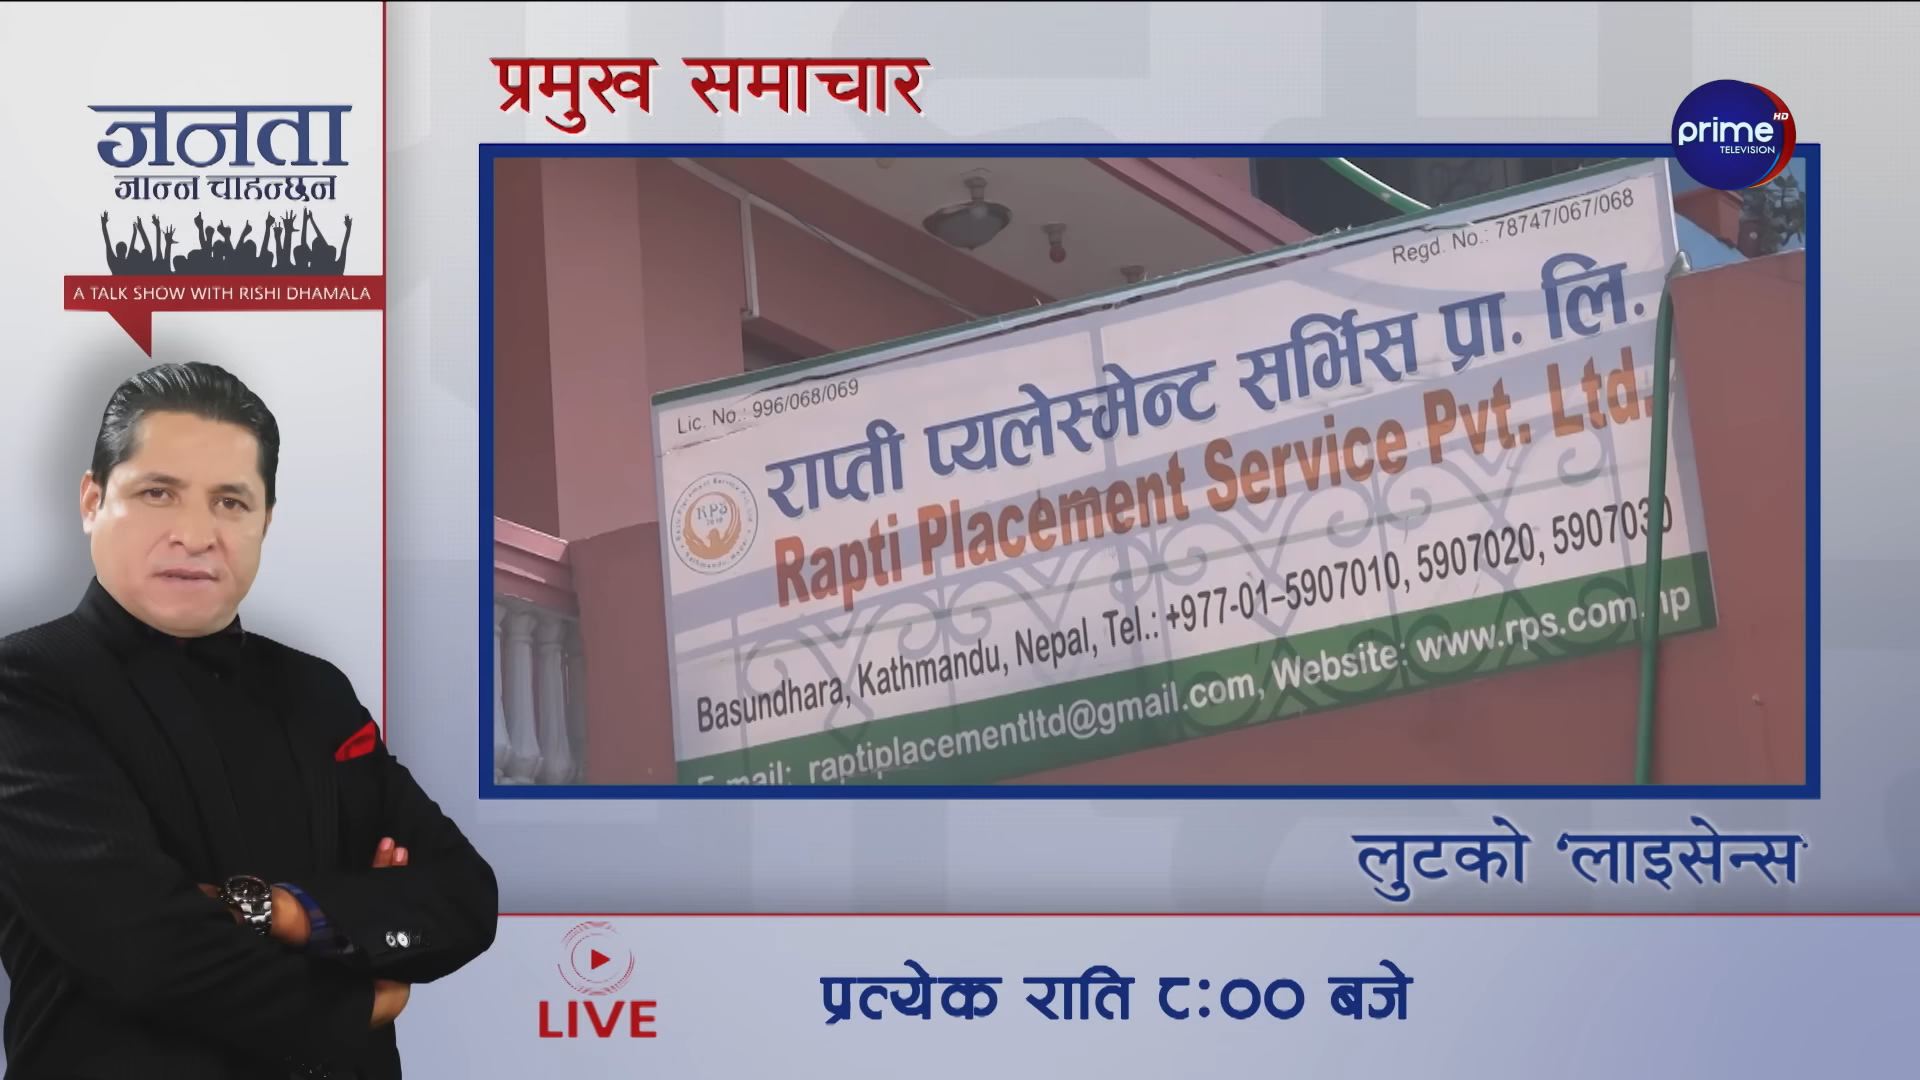 जनता
जान्न चाहन्छन्
A TALK SHOW WITH RISHI DHAMALA
प्रमुख समाचार
prime HD
TELEVISION
Regd. No.: 78747/067/068
Lic. No.: 996/068/069
राप्ती प्यलेस्मेन्ट सर्भिस प्रा. लि.
RPS
Rapti Placement Service Pvt. Ltd.
Basundhara, Kathmandu, Nepal, Tel.: +977-01-5907010, 5907020, 5907030
E-mail: raptiplacementltd@gmail.com, Website: www.rps.com.np
लुटको ‘लाइसेन्स’
LIVE
प्रत्येक राति ८:०० बजे